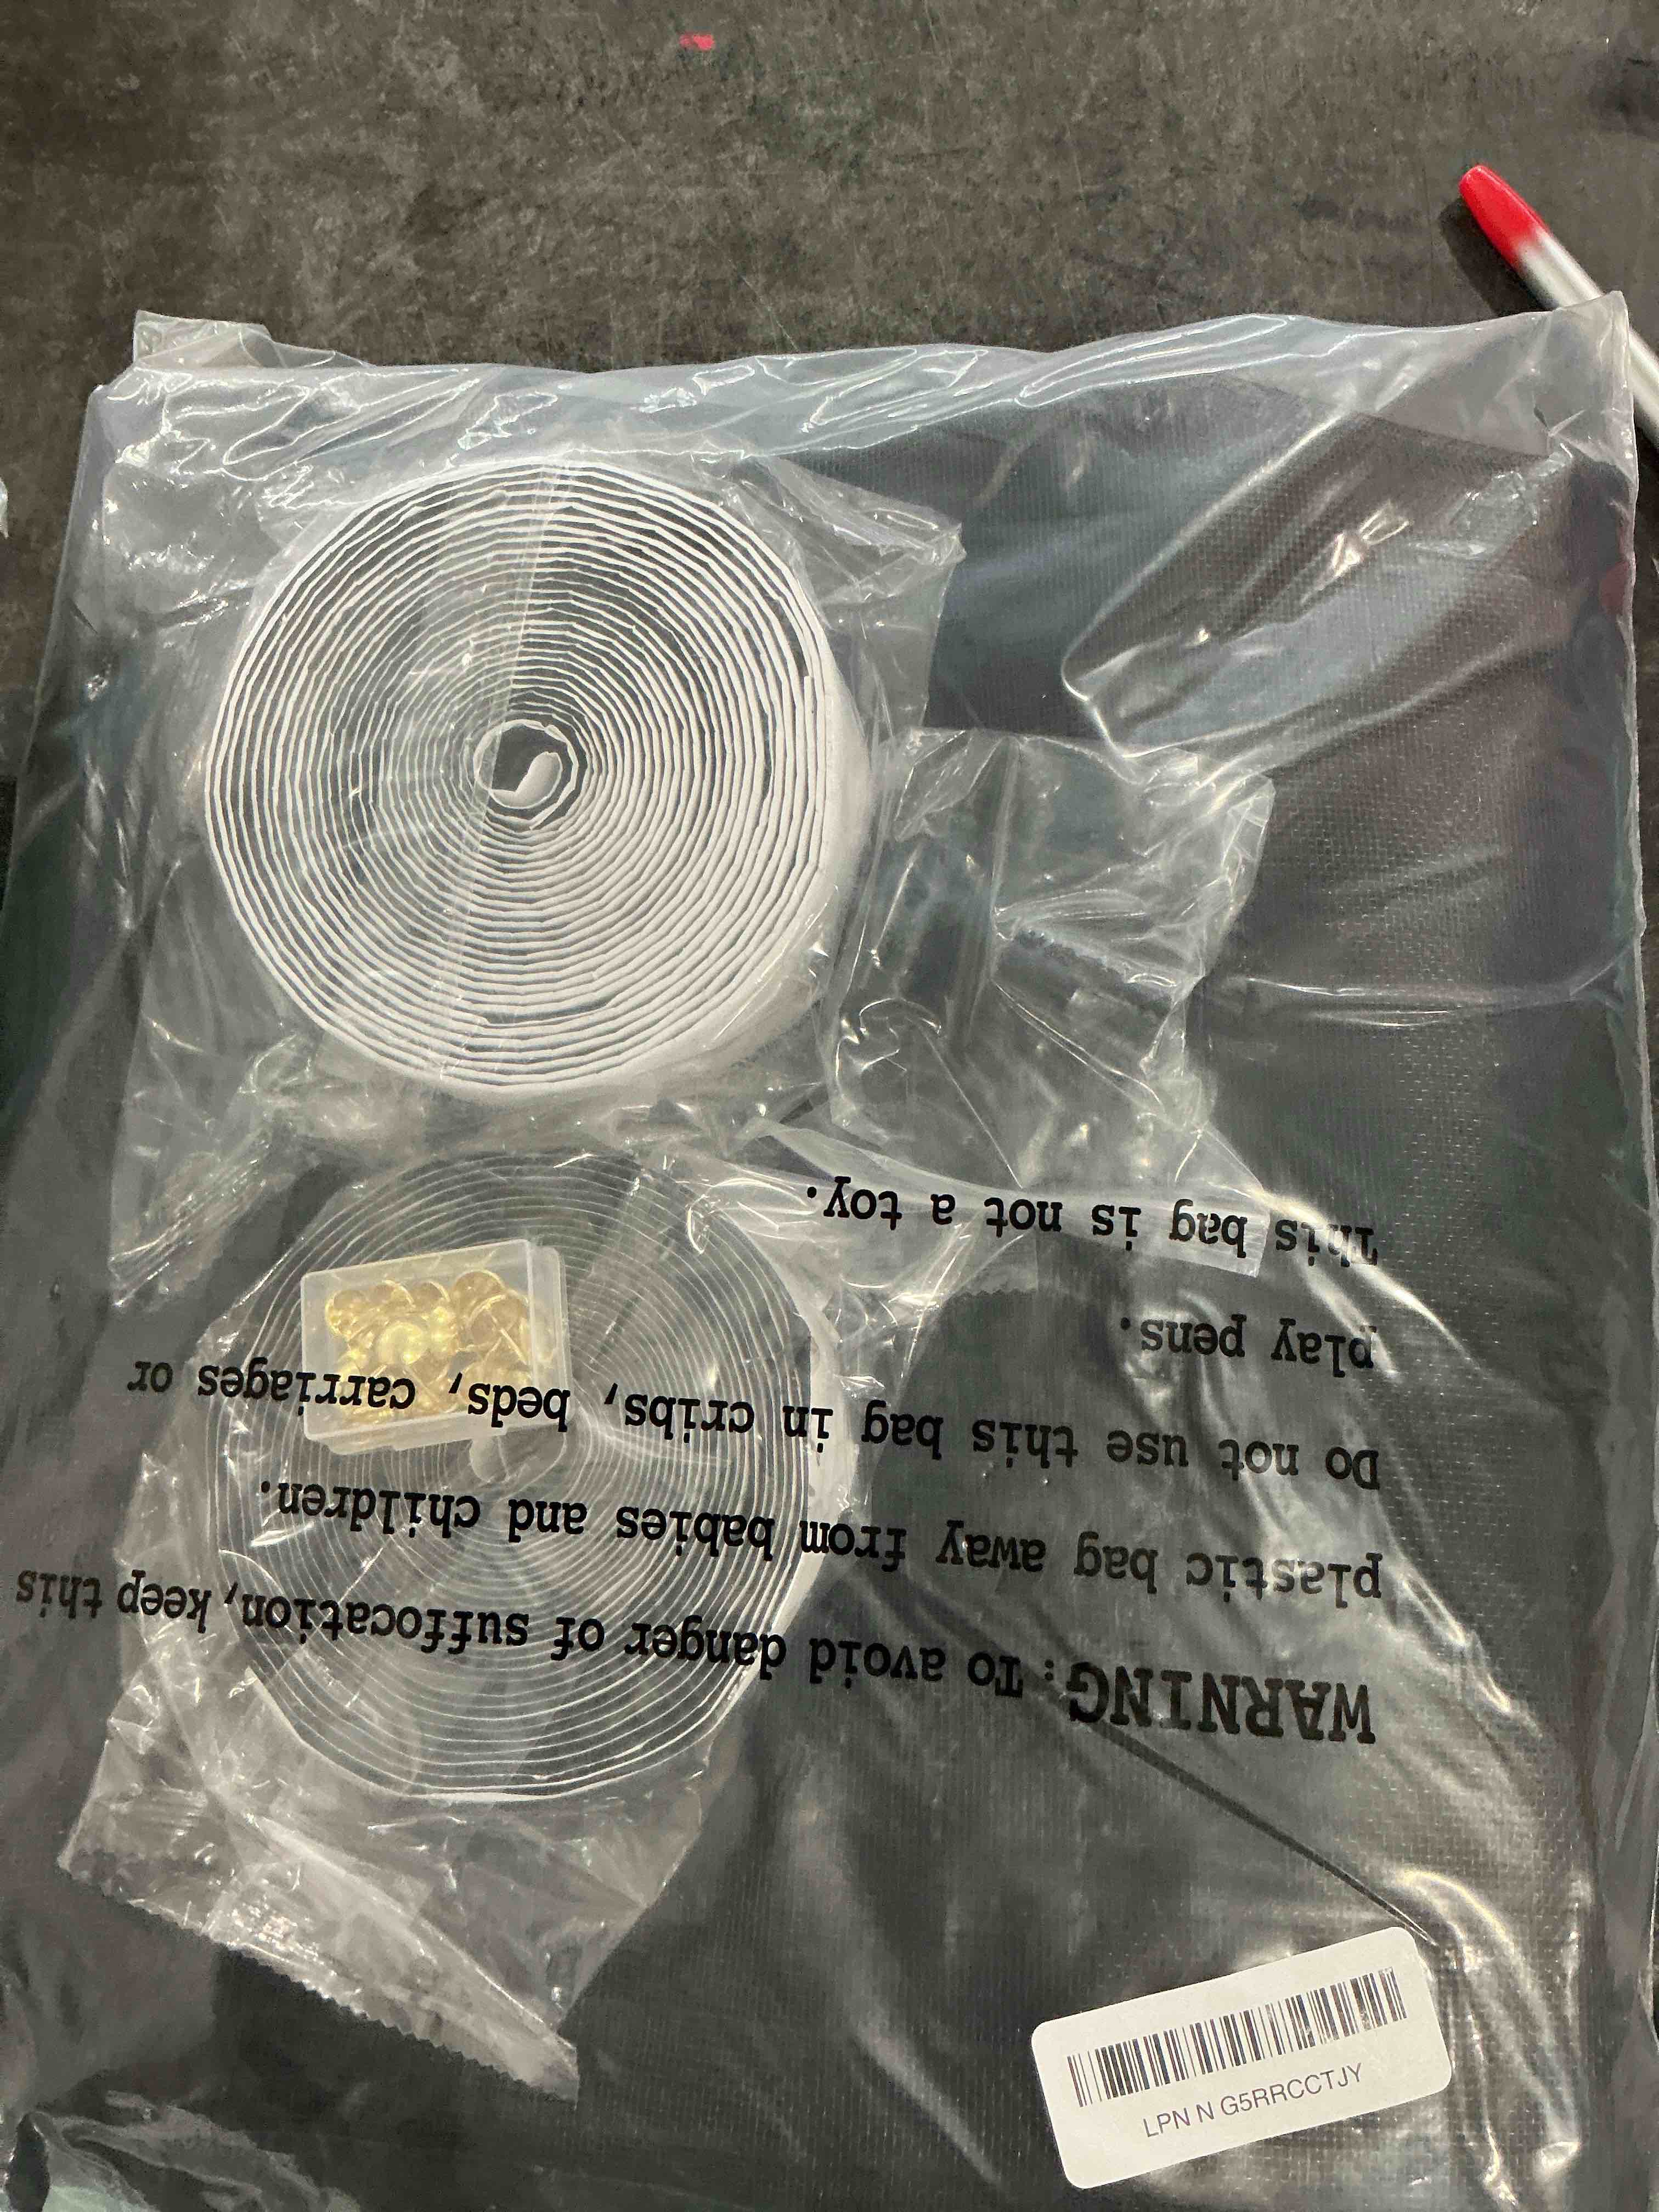 WARNING: To avoid danger of suffocation, keep this
plastic bag away from babies and children.
Do not use this bag in cribs, beds, carriages or
play pens.
This bag is not a toy.
LPN N G5RRCCTJY